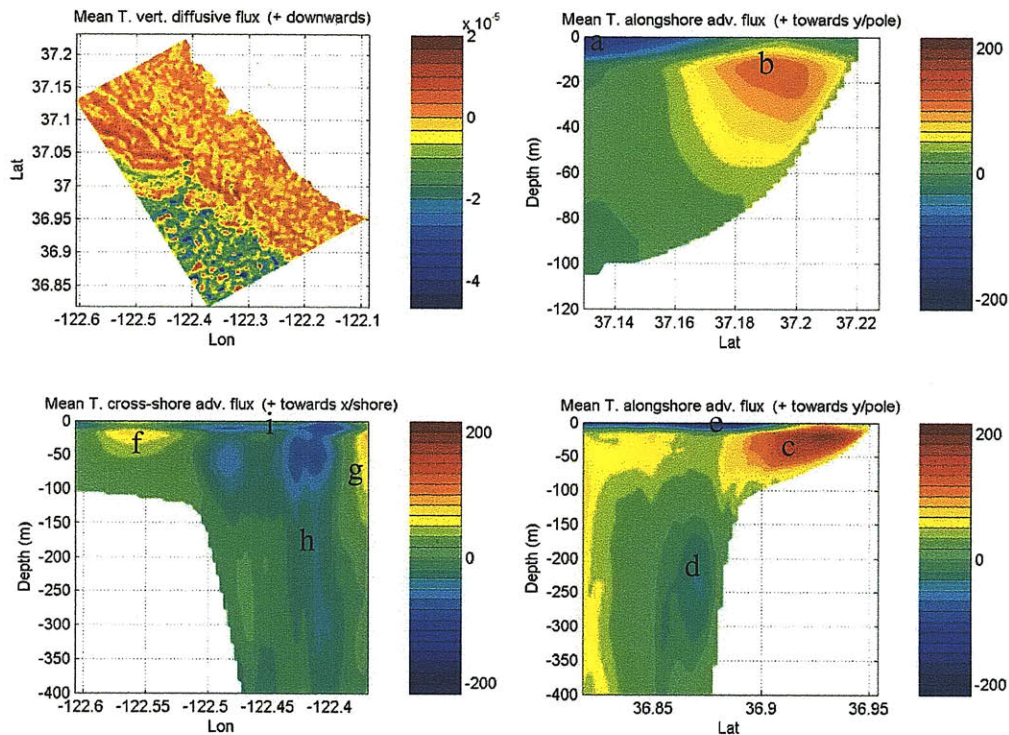 Mean T. vert. diffusive flux (+ downwards)
x 10⁻⁵
37.2
37.15
37.1
37.05
37
36.95
36.9
36.85
Lat
-122.6 -122.5 -122.4 -122.3 -122.2 -122.1
Lon
2
0
-2
-4
Mean T. alongshore adv. flux (+ towards y/pole)
0
-20
-40
-60
-80
-100
-120
Depth (m)
37.14 37.16 37.18 37.2 37.22
Lat
a
b
200
0
-200
Mean T. cross-shore adv. flux (+ towards x/shore)
0
-50
-100
-150
-200
-250
-300
-350
-400
Depth (m)
-122.6 -122.55 -122.5 -122.45 -122.4
Lon
i
f
g
h
200
0
-200
Mean T. alongshore adv. flux (+ towards y/pole)
0
-50
-100
-150
-200
-250
-300
-350
-400
Depth (m)
36.85 36.9 36.95
Lat
e
c
d
200
0
-200